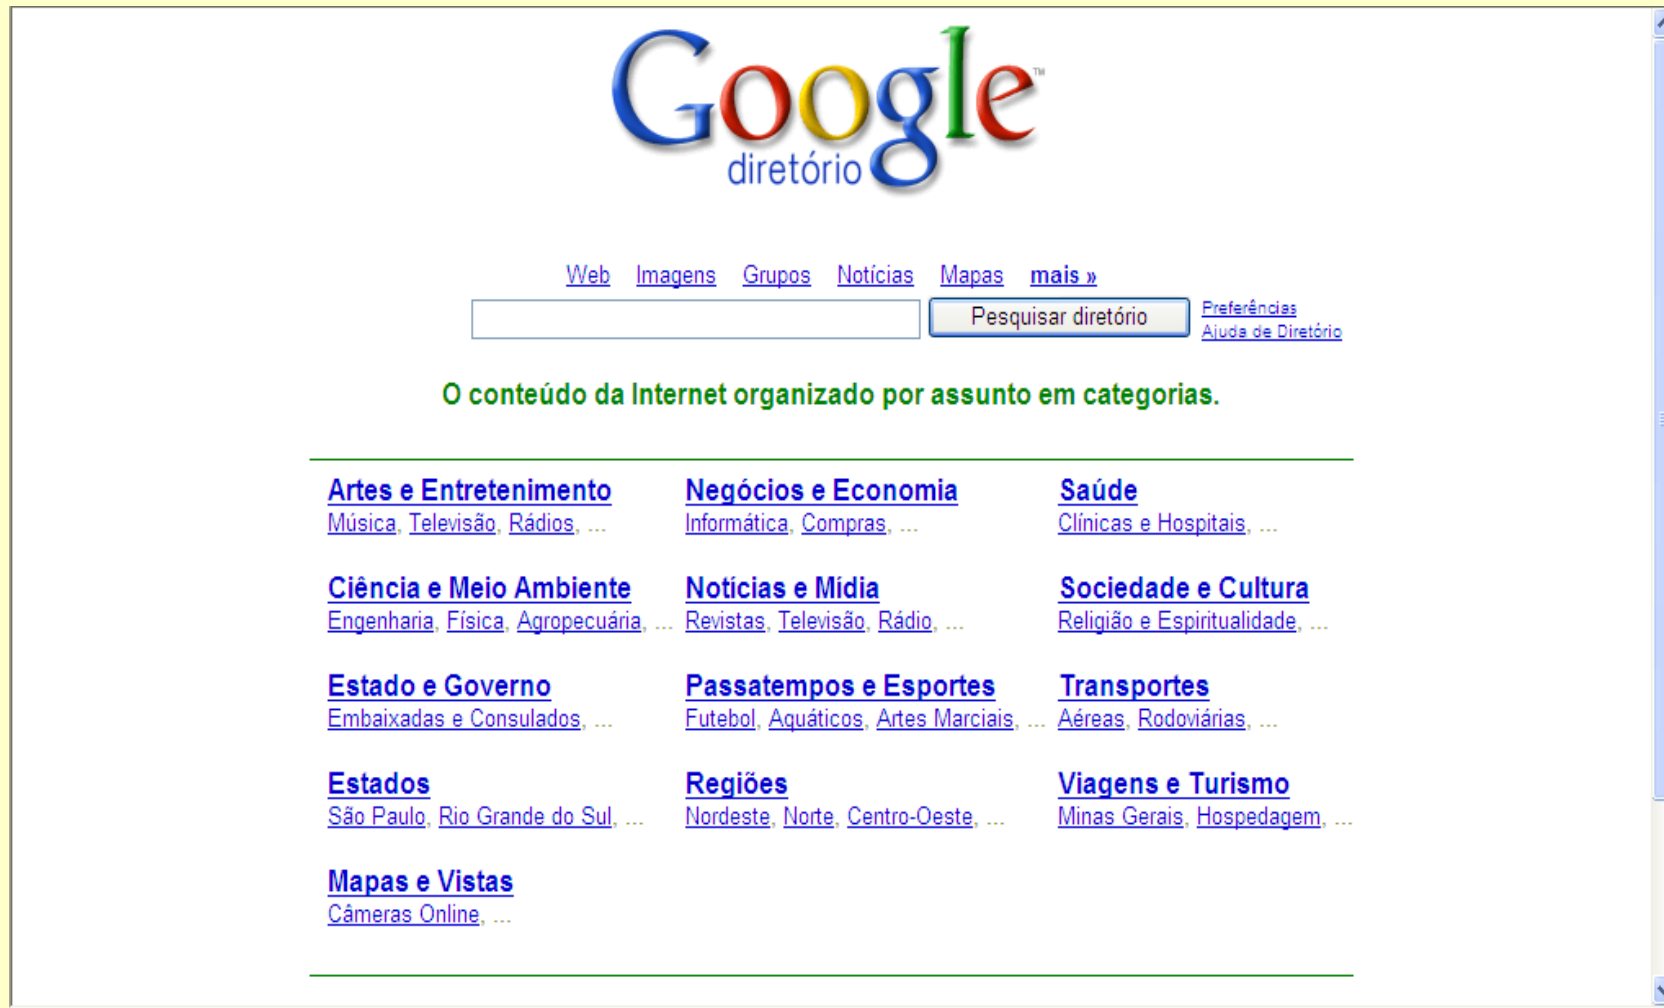 Google™
diretório
Web Imagens Grupos Notícias Mapas mais »
Pesquisar diretório
Preferências
Ajuda de Diretório
O conteúdo da Internet organizado por assunto em categorias.
Artes e Entretenimento
Música, Televisão, Rádios, ...
Negócios e Economia
Informática, Compras, ...
Saúde
Clínicas e Hospitais, ...
Ciência e Meio Ambiente
Engenharia, Física, Agropecuária, ...
Notícias e Mídia
Revistas, Televisão, Rádio, ...
Sociedade e Cultura
Religião e Espiritualidade, ...
Estado e Governo
Embaixadas e Consulados, ...
Passatempos e Esportes
Futebol, Aquáticos, Artes Marciais, ...
Transportes
Aéreas, Rodoviárias, ...
Estados
São Paulo, Rio Grande do Sul, ...
Regiões
Nordeste, Norte, Centro-Oeste, ...
Viagens e Turismo
Minas Gerais, Hospedagem, ...
Mapas e Vistas
Câmeras Online, ...